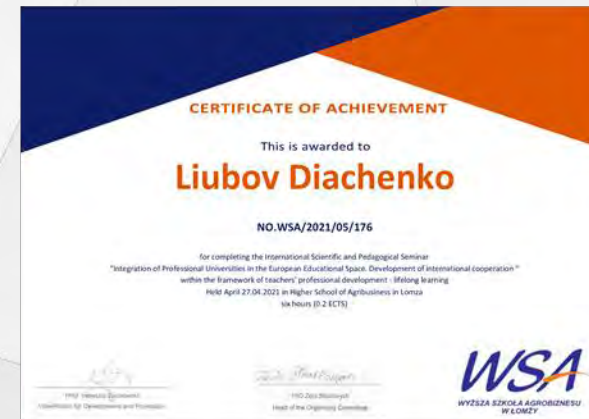 CERTIFICATE OF ACHIEVEMENT
This is awarded to
Liubov Diachenko
NO.WSA/2021/05/176
for completing the International Scientific and Pedagogical Seminar
"Integration of Professional Universities in the European Educational Space. Development of international cooperation "
within the framework of teachers' professional development - lifelong learning
Held April 27.04.2021 in Higher School of Agribusiness in Lomza
six hours (0.2 ECTS)
Head of the Organizing Committee
WSA
WYŻSZA SZKOŁA AGROBIZNESU
W ŁOMŻY